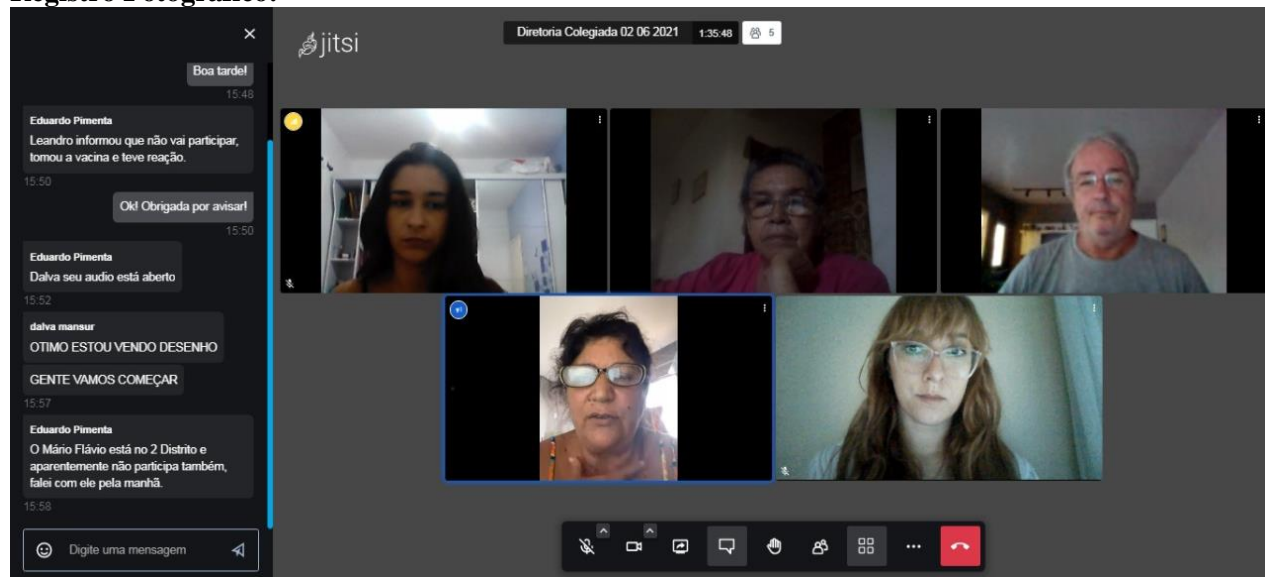 Registro Fotográfico:
jitsi
Diretoria Colegiada 02 06 2021 1:35:48 5
Boa tarde!
15:48
Eduardo Pimenta
Leandro informou que não vai participar,
tomou a vacina e teve reação.
15:50
Ok! Obrigada por avisar!
15:50
Eduardo Pimenta
Dalva seu audio está aberto
15:52
dalva mansur
OTIMO ESTOU VENDO DESENHO
GENTE VAMOS COMEÇAR
15:57
Eduardo Pimenta
O Mário Flávio está no 2 Distrito e
aparentemente não participa também,
falei com ele pela manhã.
15:58
Digite uma mensagem